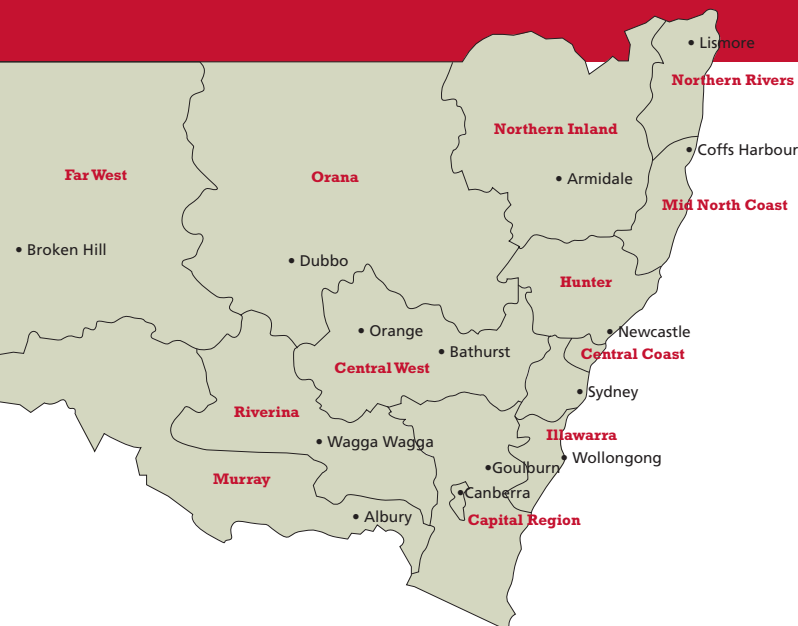 Lismore
Northern Rivers
Northern Inland
Coffs Harbour
Far West
Orana
Armidale
Mid North Coast
Broken Hill
Dubbo
Hunter
Orange
Newcastle
Bathurst
Central Coast
Central West
Sydney
Riverina
Illawarra
Wagga Wagga
Wollongong
Goulburn
Murray
Canberra
Albury
Capital Region